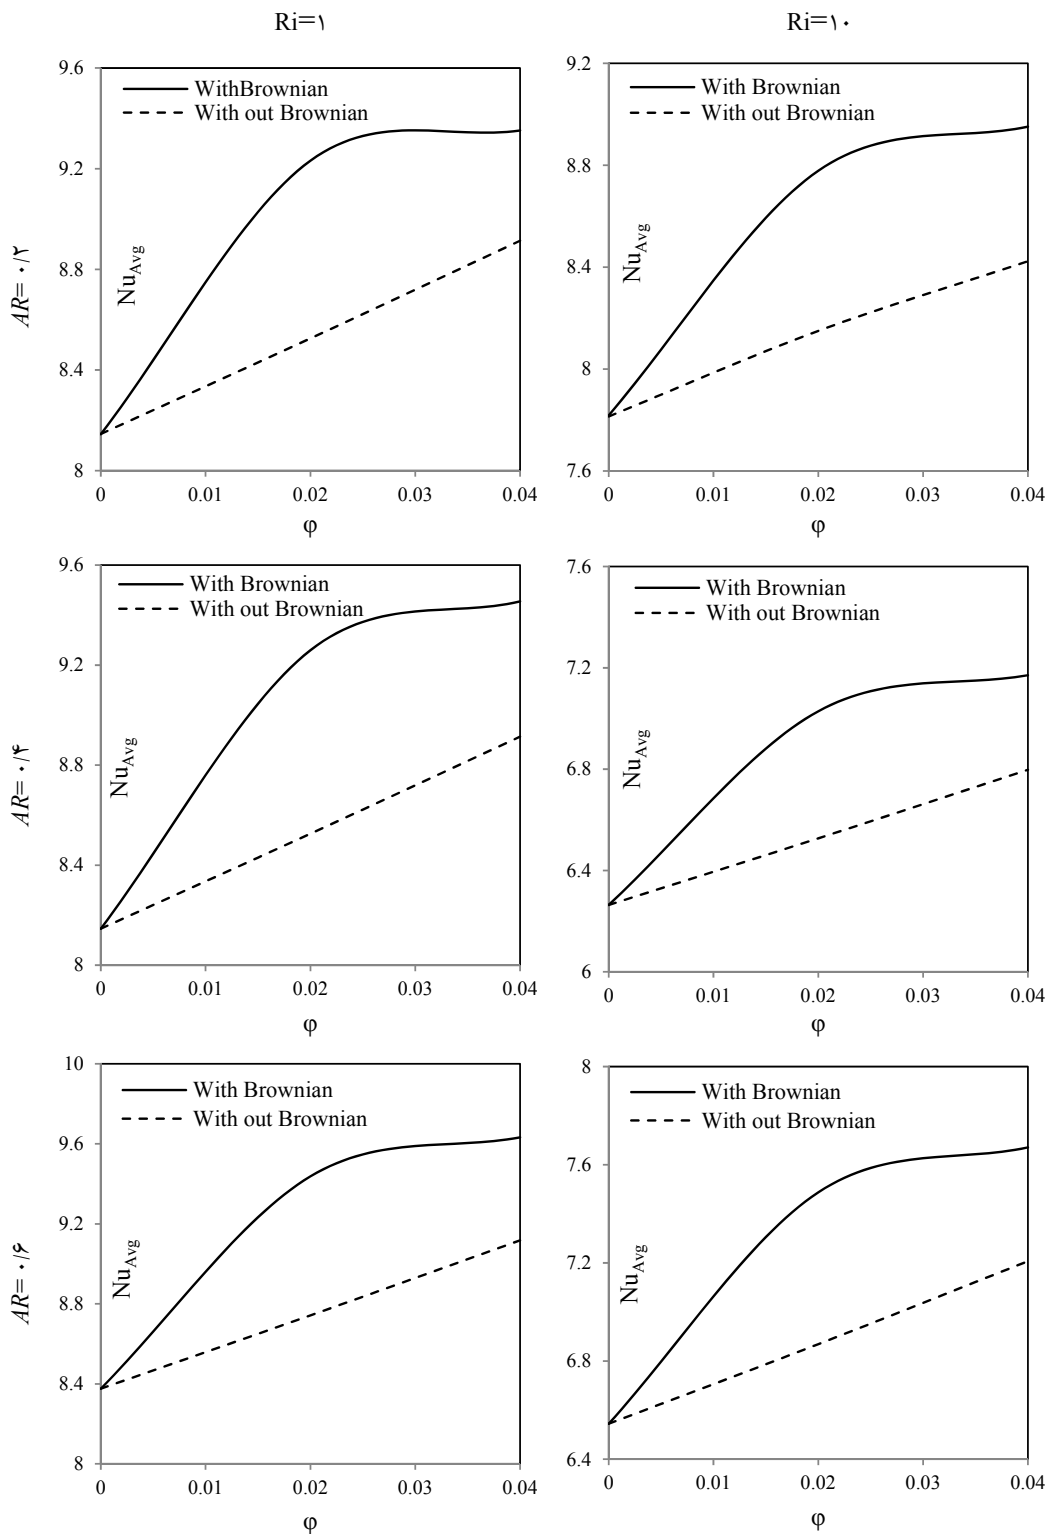 Ri=۱
Ri=۱۰
AR= ۰/۲
9.6
9.2
8.8
8.4
8
WithBrownian
With out Brownian
NuAvg
0 0.01 0.02 0.03 0.04
φ
9.2
8.8
8.4
8
7.6
With Brownian
With out Brownian
NuAvg
0 0.01 0.02 0.03 0.04
φ
AR= ۰/۴
9.6
9.2
8.8
8.4
8
With Brownian
With out Brownian
NuAvg
0 0.01 0.02 0.03 0.04
φ
7.6
7.2
6.8
6.4
6
With Brownian
With out Brownian
NuAvg
0 0.01 0.02 0.03 0.04
φ
AR= ۰/۶
10
9.6
9.2
8.8
8.4
8
With Brownian
With out Brownian
NuAvg
0 0.01 0.02 0.03 0.04
φ
8
7.6
7.2
6.8
6.4
With Brownian
With out Brownian
NuAvg
0 0.01 0.02 0.03 0.04
φ